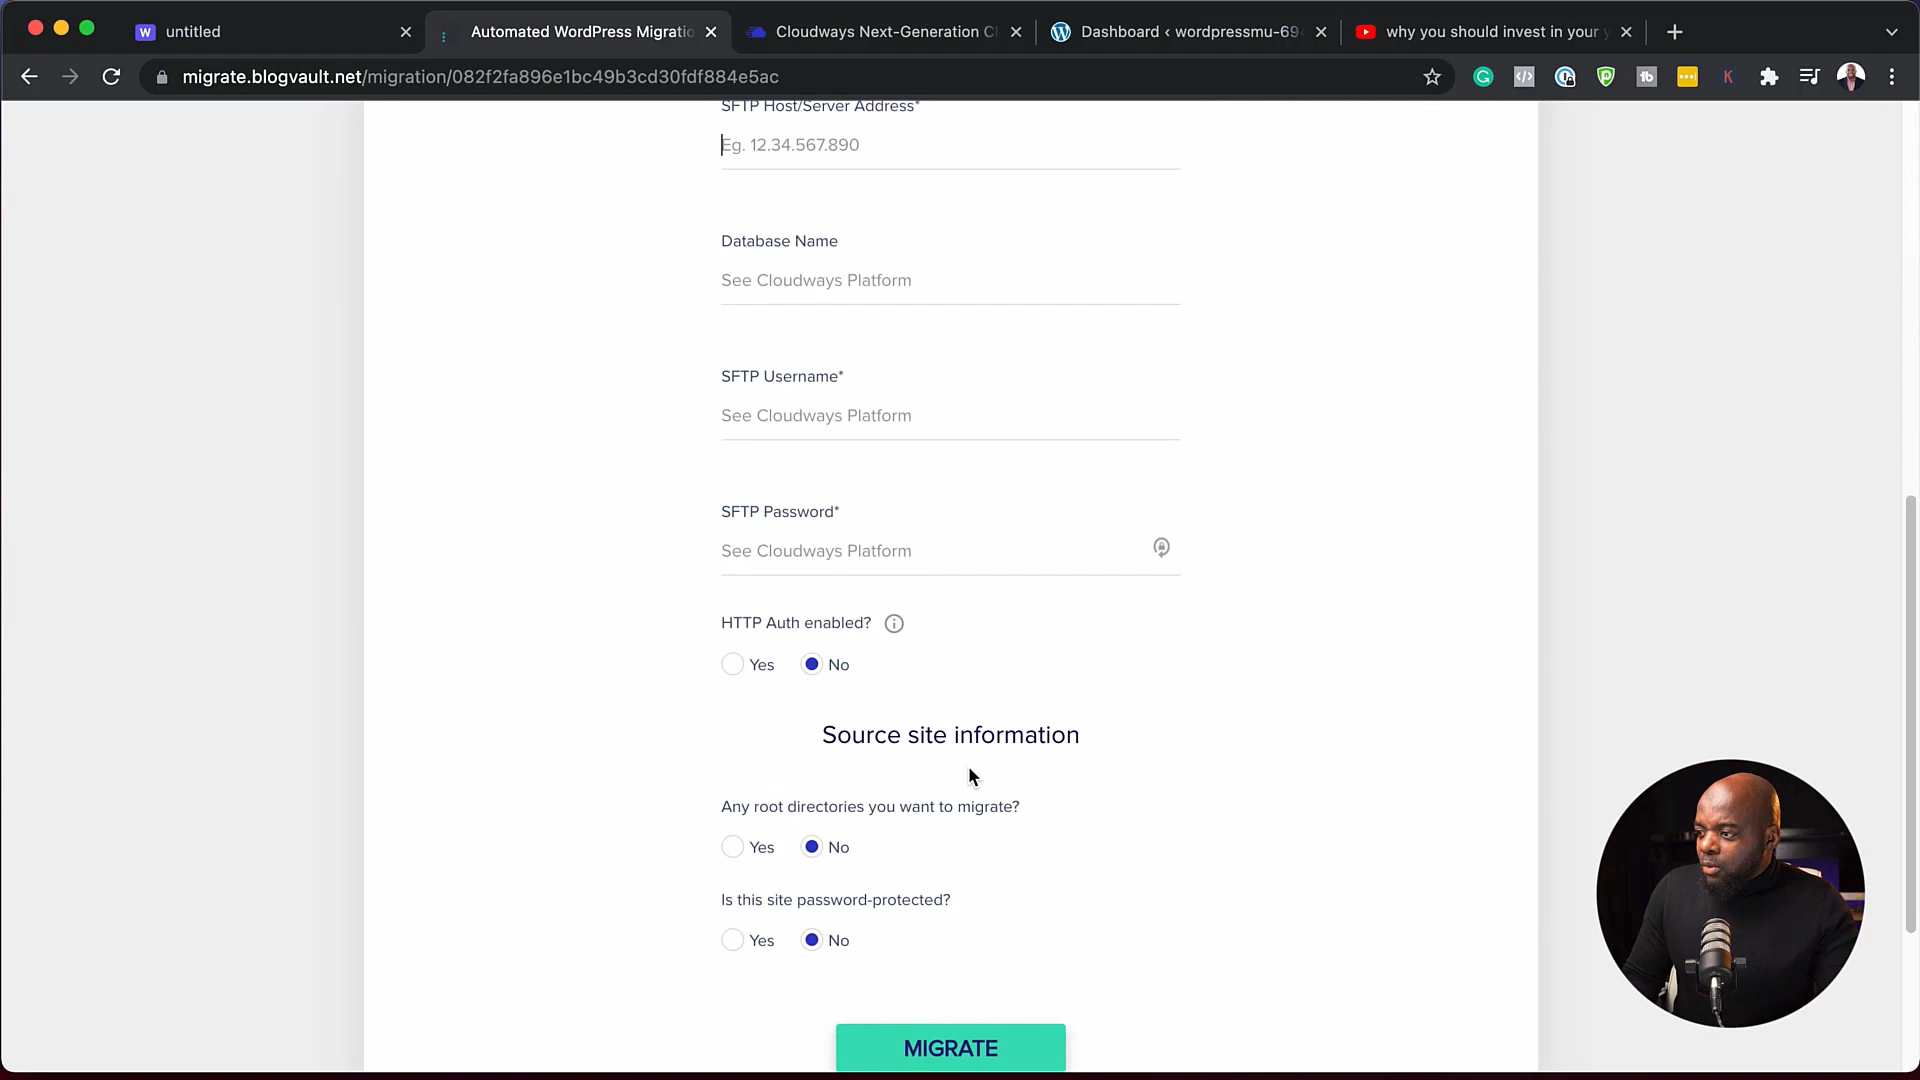 untitled
Automated WordPress Migratio
Cloudways Next-Generation Cl
Dashboard ‹ wordpressmu-694
why you should invest in your y
migrate.blogvault.net/migration/082f2fa896e1bc49b3cd30fdf884e5ac
SFTP Host/Server Address*
Eg. 12.34.567.890
Database Name
See Cloudways Platform
SFTP Username*
See Cloudways Platform
SFTP Password*
See Cloudways Platform
HTTP Auth enabled?
Yes No
Source site information
Any root directories you want to migrate?
Yes No
Is this site password-protected?
Yes No
MIGRATE